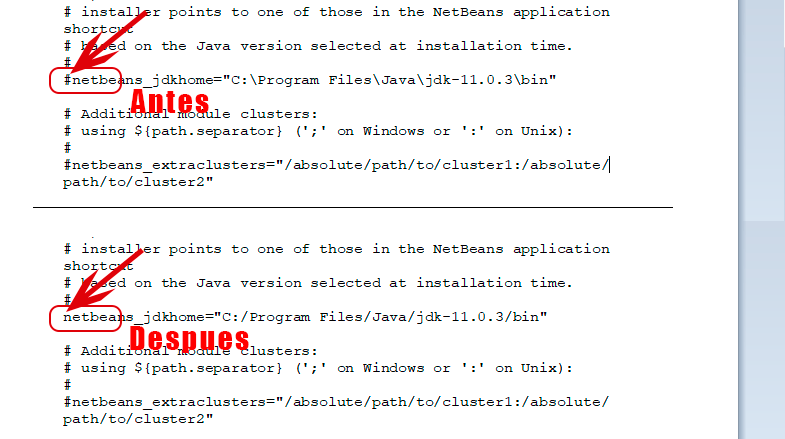 # installer points to one of those in the NetBeans application
shortcut
# based on the Java version selected at installation time.
#
#netbeans_jdkhome="C:\Program Files\Java\jdk-11.0.3\bin"
Antes
# Additional module clusters:
# using ${path.separator} (';' on Windows or ':' on Unix):
#
#netbeans_extraclusters="/absolute/path/to/cluster1:/absolute/
path/to/cluster2"
# installer points to one of those in the NetBeans application
shortcut
# based on the Java version selected at installation time.
#
netbeans_jdkhome="C:/Program Files/Java/jdk-11.0.3/bin"
Despues
# Additional module clusters:
# using ${path.separator} (';' on Windows or ':' on Unix):
#
#netbeans_extraclusters="/absolute/path/to/cluster1:/absolute/
path/to/cluster2"